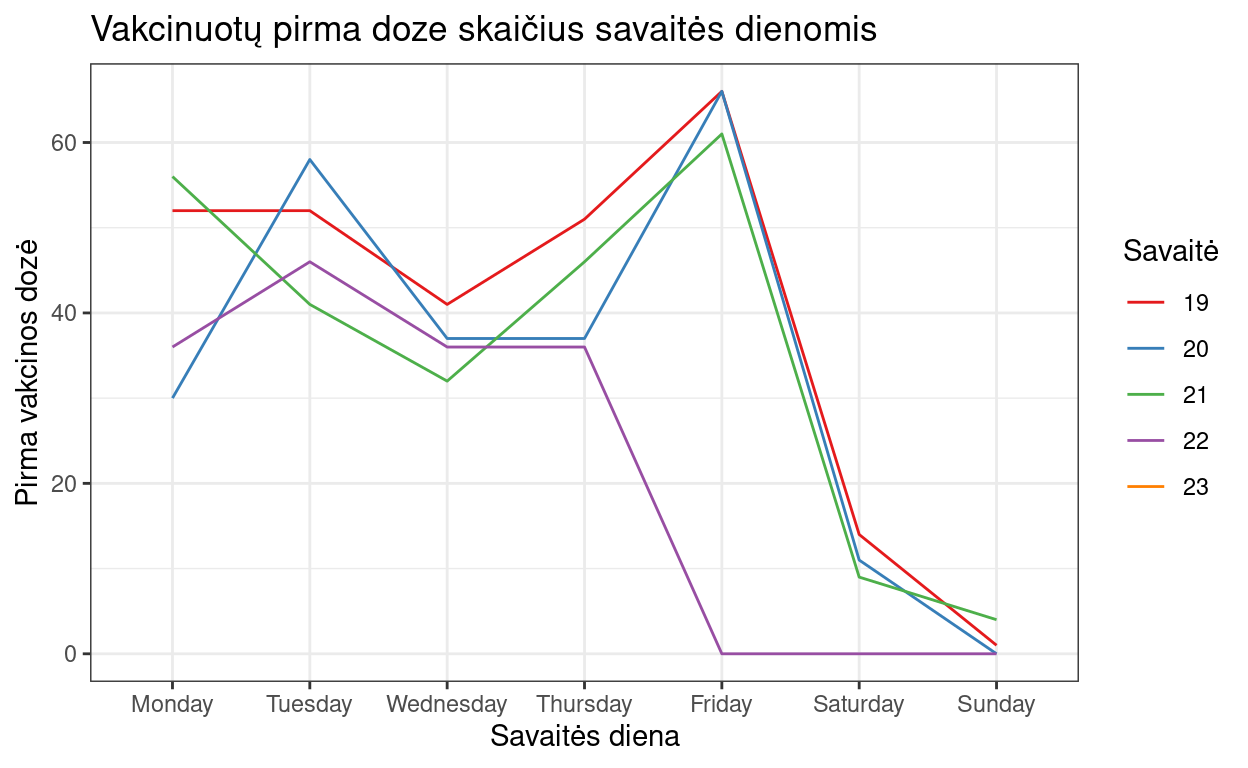 Vakcinuotų pirma doze skaičius savaitės dienomis
Pirma vakcinos dozė
60
40
20
0
Monday Tuesday Wednesday Thursday Friday Saturday Sunday
Savaitės diena
Savaitė
19
20
21
22
23